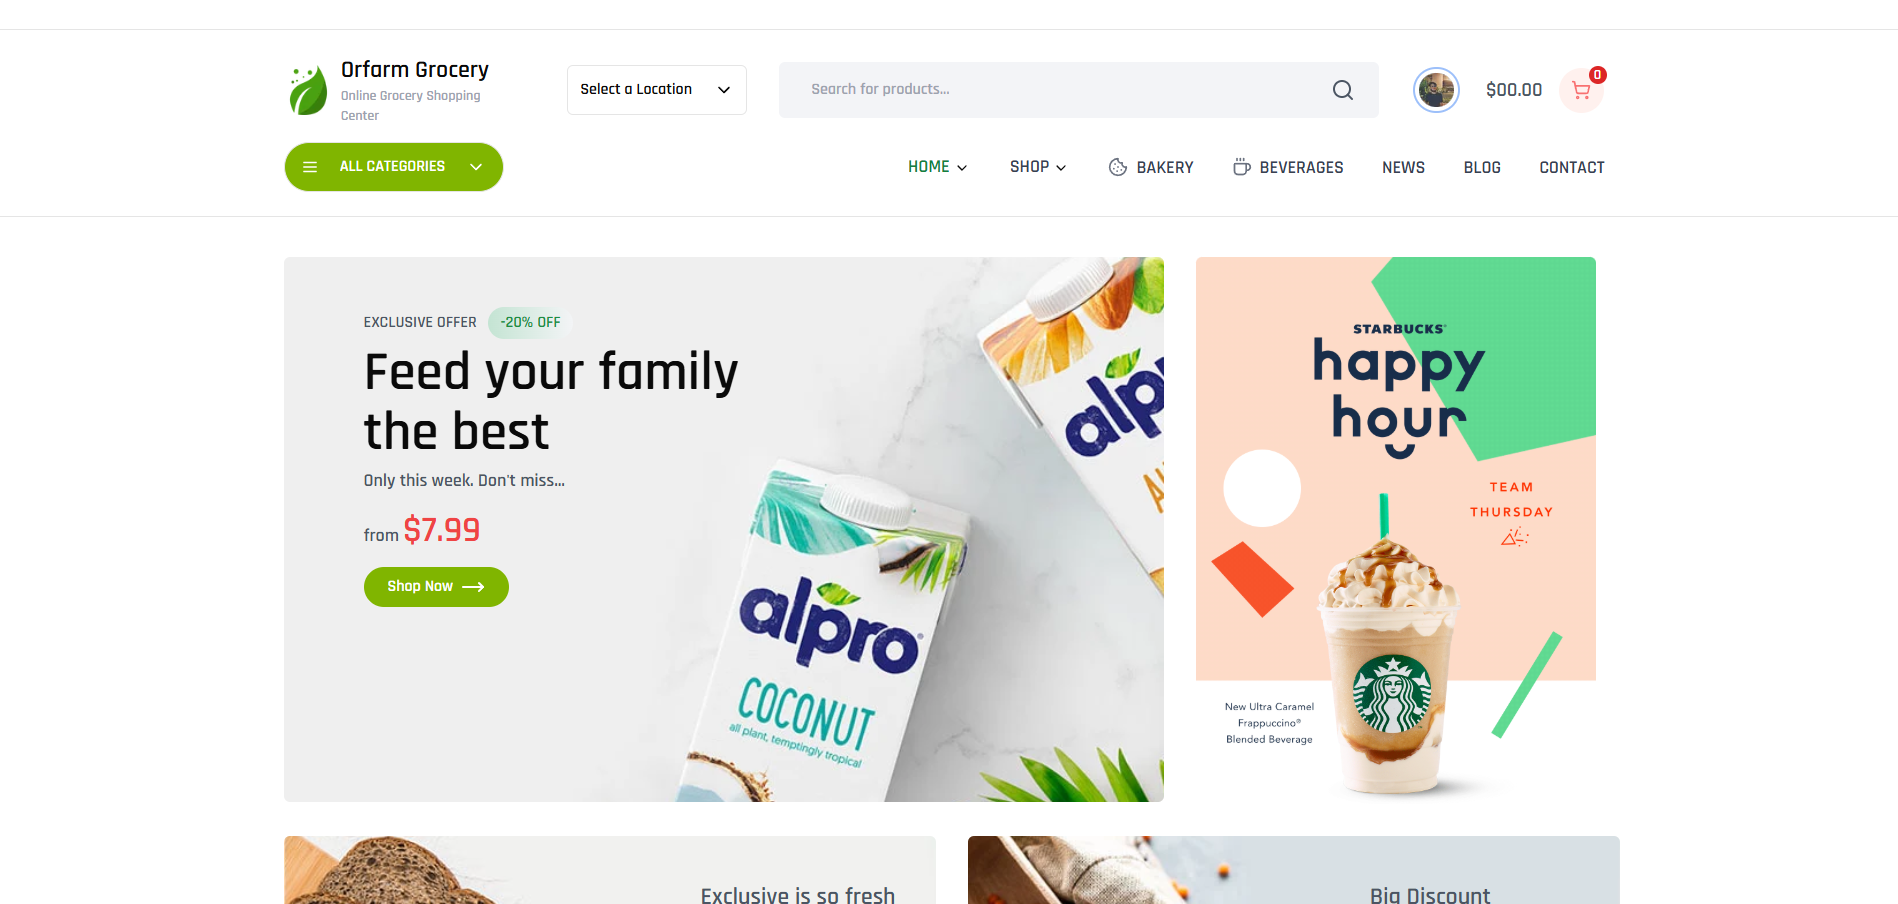 Orfarm Grocery
Online Grocery Shopping
Center
Select a Location
Search for products...
$00.00
0
ALL CATEGORIES
HOME
SHOP
BAKERY
BEVERAGES
NEWS
BLOG
CONTACT
EXCLUSIVE OFFER
-20% OFF
Feed your family
the best
Only this week. Don't miss...
from $7.99
Shop Now
alpro
alpro®
COCONUT
all plant, temptingly tropical
STARBUCKS®
happy
hour
TEAM
THURSDAY
New Ultra Caramel
Frappuccino®
Blended Beverage
Exclusive is so fresh
Big Discount